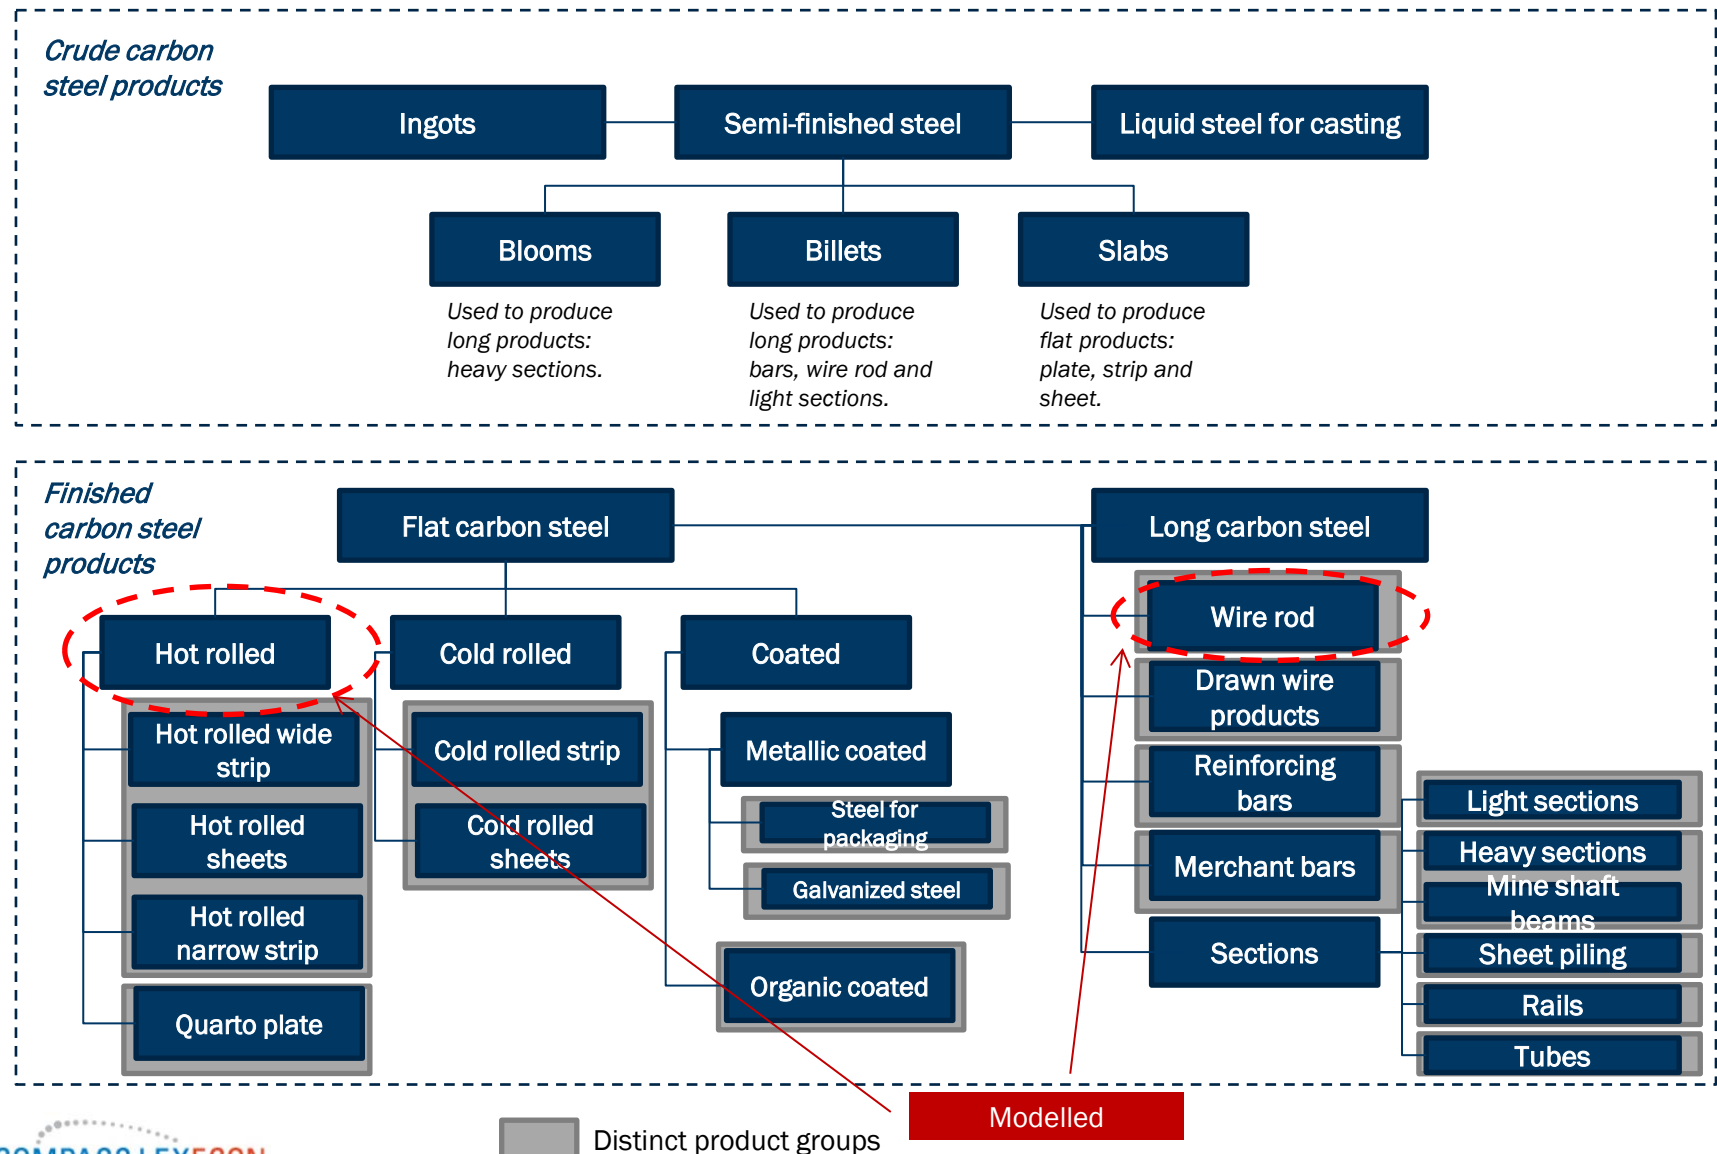 Crude carbon
steel products
Ingots
Semi-finished steel
Liquid steel for casting
Blooms
Billets
Slabs
Used to produce
long products:
heavy sections.
Used to produce
long products:
bars, wire rod and
light sections.
Used to produce
flat products:
plate, strip and
sheet.
Finished
carbon steel
products
Flat carbon steel
Long carbon steel
Hot rolled
Cold rolled
Coated
Hot rolled wide
strip
Hot rolled
sheets
Hot rolled
narrow strip
Quarto plate
Cold rolled strip
Cold rolled
sheets
Metallic coated
Steel for
packaging
Galvanized steel
Organic coated
Wire rod
Drawn wire
products
Reinforcing
bars
Merchant bars
Sections
Light sections
Heavy sections
Mine shaft
beams
Sheet piling
Rails
Tubes
Modelled
Distinct product groups
COMPASS LEXECON